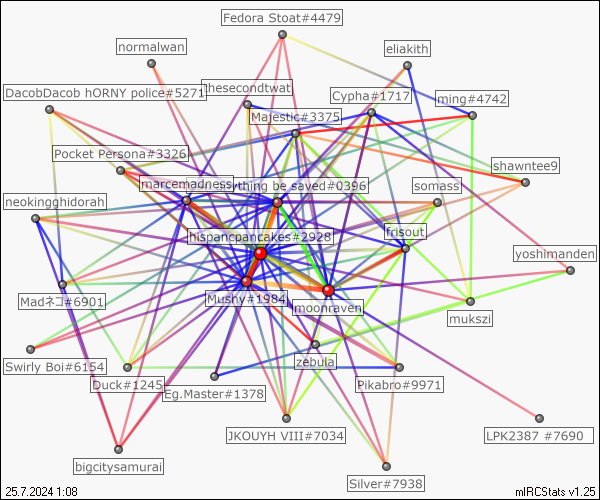 Fedora Stoat#4479
normalwan
eliakith
DacobDacob hORNY police#5271
thesecondtwat
Cypha#1717
ming#4742
Majestic#3375
Pocket Persona#3326
shawntee9
marcemadness
ything be saved#0396
somass
neokingghidorah
hispancpancakes#2928
frisout
yoshimanden
Madネコ#6901
Mushy#1984
moonraven
mukszi
Swirly Boi#6154
zebula
Duck#1245
Eg.Master#1378
Pikabro#9971
JKOUYH VIII#7034
LPK2387 #7690
bigcitysamurai
Silver#7938
25.7.2024 1:08
mIRCStats v1.25